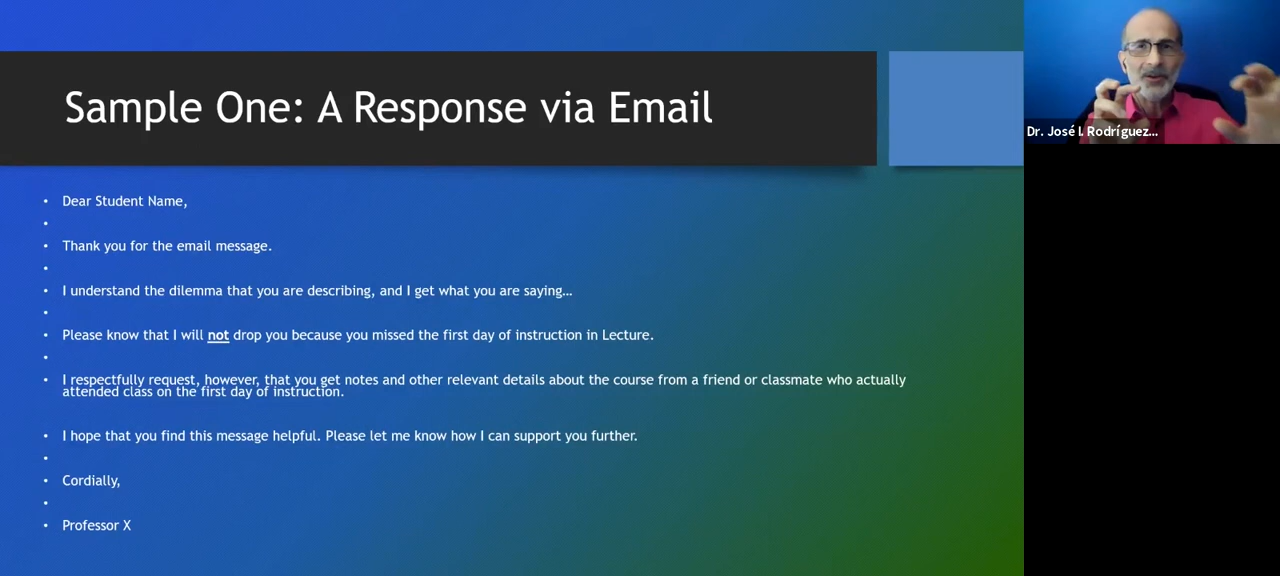 Sample One: A Response via Email
Dr. José I. Rodríguez...
• Dear Student Name,
•
• Thank you for the email message.
•
• I understand the dilemma that you are describing, and I get what you are saying…
•
• Please know that I will not drop you because you missed the first day of instruction in Lecture.
•
• I respectfully request, however, that you get notes and other relevant details about the course from a friend or classmate who actually
attended class on the first day of instruction.
• I hope that you find this message helpful. Please let me know how I can support you further.
•
• Cordially,
•
• Professor X